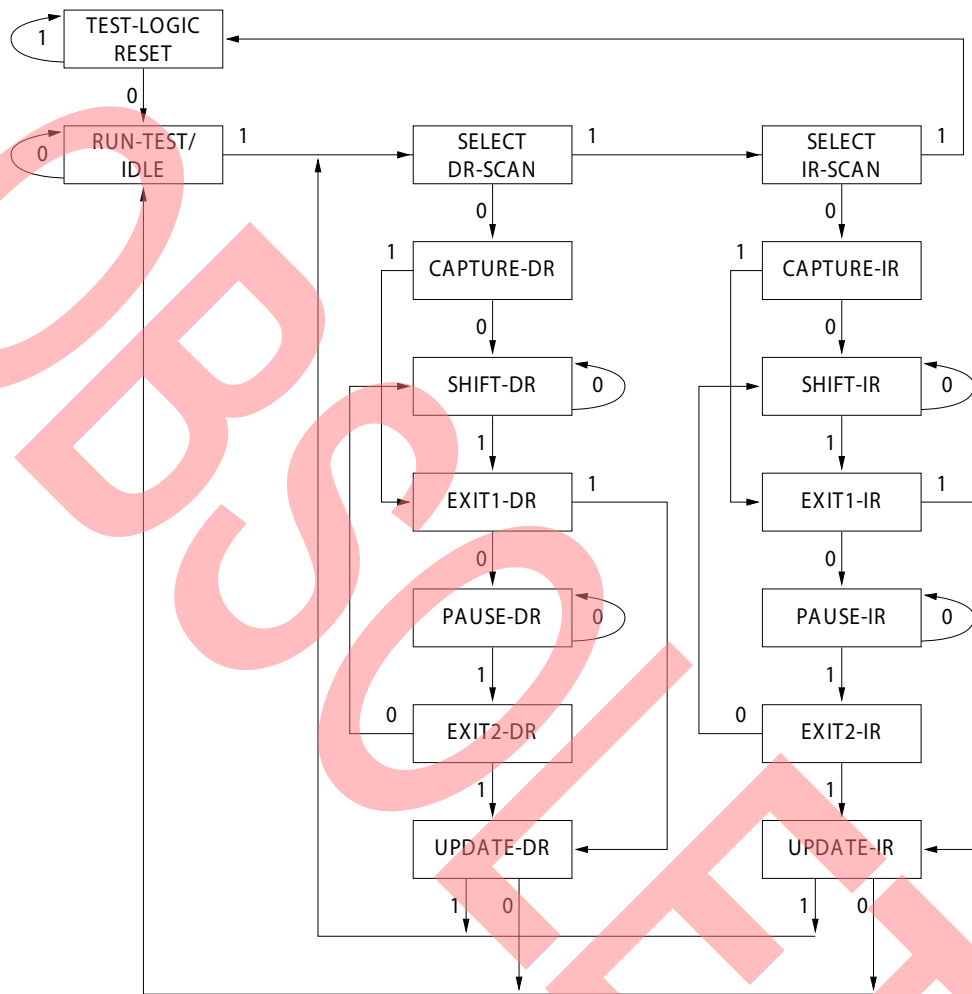 TEST-LOGIC
RESET
1
0
RUN-TEST/
IDLE
0
1
SELECT
DR-SCAN
1
SELECT
IR-SCAN
1
0
0
1
CAPTURE-DR
1
CAPTURE-IR
0
0
SHIFT-DR
0
SHIFT-IR
0
1
1
EXIT1-DR
1
EXIT1-IR
1
0
0
PAUSE-DR
0
PAUSE-IR
0
1
1
0
EXIT2-DR
0
EXIT2-IR
1
1
UPDATE-DR
UPDATE-IR
1
0
1
0
OBSOLET